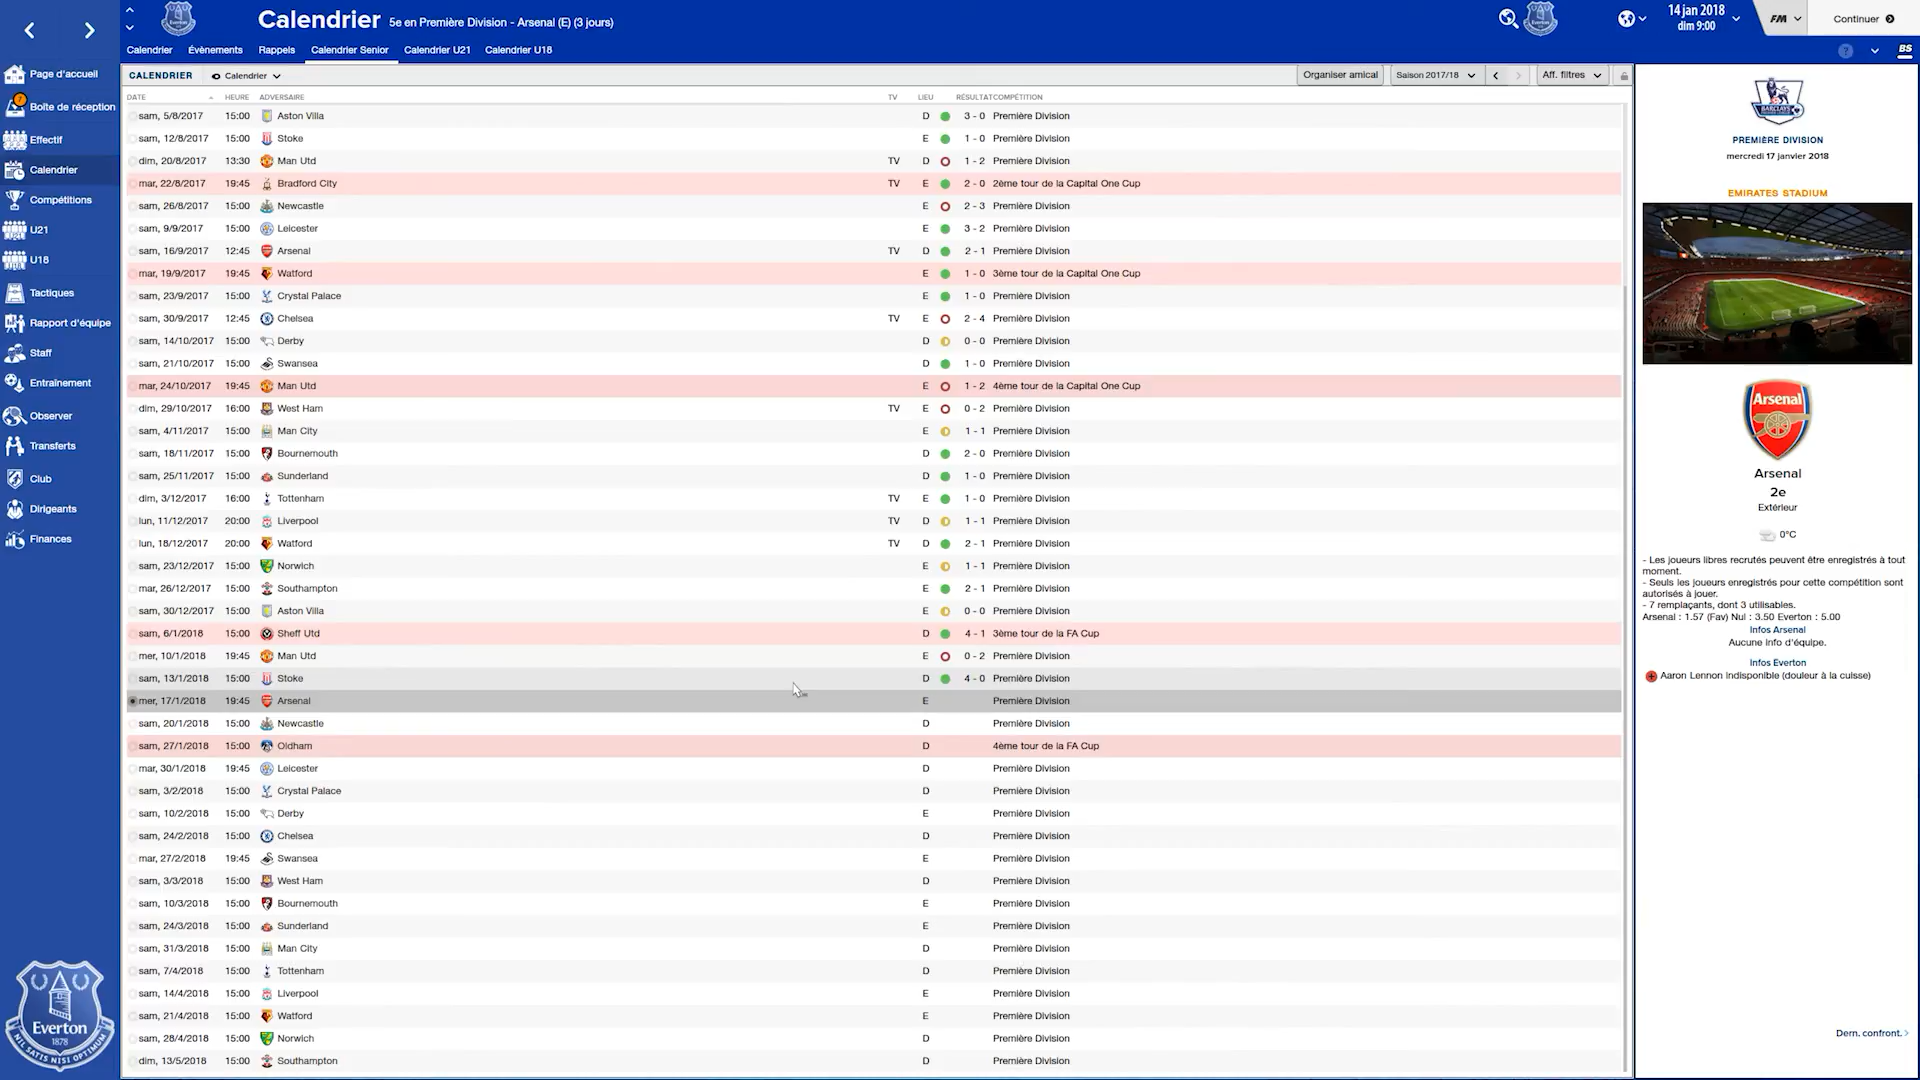 Calendrier 5e en Première Division - Arsenal (E) (3 jours)
14 jan 2018
dim 9:00
FM
Continuer
Calendrier Évènements Rappels Calendrier Senior Calendrier U21 Calendrier U18
BS
Page d'accueil
Boîte de réception
Effectif
Calendrier
Compétitions
U21
U18
Tactiques
Rapport d'équipe
Staff
Entraînement
Observer
Transferts
Club
Dirigeants
Finances
Everton
1878
NIL SATIS NISI OPTIMUM
CALENDRIER Calendrier Organiser amical Saison 2017/18 Aff. filtres
DATE HEURE ADVERSAIRE TV LIEU RÉSULTAT COMPÉTITION
sam, 5/8/2017 15:00 Aston Villa D 3 - 0 Première Division
sam, 12/8/2017 15:00 Stoke E 1 - 0 Première Division
dim, 20/8/2017 13:30 Man Utd TV D 1 - 2 Première Division
mar, 22/8/2017 19:45 Bradford City TV E 2 - 0 2ème tour de la Capital One Cup
sam, 26/8/2017 15:00 Newcastle E 2 - 3 Première Division
sam, 9/9/2017 15:00 Leicester E 3 - 2 Première Division
sam, 16/9/2017 12:45 Arsenal TV D 2 - 1 Première Division
mar, 19/9/2017 19:45 Watford E 1 - 0 3ème tour de la Capital One Cup
sam, 23/9/2017 15:00 Crystal Palace E 1 - 0 Première Division
sam, 30/9/2017 12:45 Chelsea TV E 2 - 4 Première Division
sam, 14/10/2017 15:00 Derby D 0 - 0 Première Division
sam, 21/10/2017 15:00 Swansea D 1 - 0 Première Division
mar, 24/10/2017 19:45 Man Utd E 1 - 2 4ème tour de la Capital One Cup
dim, 29/10/2017 16:00 West Ham TV E 0 - 2 Première Division
sam, 4/11/2017 15:00 Man City E 1 - 1 Première Division
sam, 18/11/2017 15:00 Bournemouth D 2 - 0 Première Division
sam, 25/11/2017 15:00 Sunderland D 1 - 0 Première Division
dim, 3/12/2017 16:00 Tottenham TV E 1 - 0 Première Division
lun, 11/12/2017 20:00 Liverpool TV D 1 - 1 Première Division
lun, 18/12/2017 20:00 Watford TV D 2 - 1 Première Division
sam, 23/12/2017 15:00 Norwich E 1 - 1 Première Division
mar, 26/12/2017 15:00 Southampton E 2 - 1 Première Division
sam, 30/12/2017 15:00 Aston Villa E 0 - 0 Première Division
sam, 6/1/2018 15:00 Sheff Utd D 4 - 1 3ème tour de la FA Cup
mer, 10/1/2018 19:45 Man Utd E 0 - 2 Première Division
sam, 13/1/2018 15:00 Stoke D 4 - 0 Première Division
mer, 17/1/2018 19:45 Arsenal E Première Division
sam, 20/1/2018 15:00 Newcastle D Première Division
sam, 27/1/2018 15:00 Oldham D 4ème tour de la FA Cup
mar, 30/1/2018 19:45 Leicester D Première Division
sam, 3/2/2018 15:00 Crystal Palace D Première Division
sam, 10/2/2018 15:00 Derby E Première Division
sam, 24/2/2018 15:00 Chelsea D Première Division
mar, 27/2/2018 19:45 Swansea E Première Division
sam, 3/3/2018 15:00 West Ham D Première Division
sam, 10/3/2018 15:00 Bournemouth E Première Division
sam, 24/3/2018 15:00 Sunderland E Première Division
sam, 31/3/2018 15:00 Man City D Première Division
sam, 7/4/2018 15:00 Tottenham D Première Division
sam, 14/4/2018 15:00 Liverpool E Première Division
sam, 21/4/2018 15:00 Watford E Première Division
sam, 28/4/2018 15:00 Norwich D Première Division
dim, 13/5/2018 15:00 Southampton D Première Division
PREMIÈRE DIVISION
mercredi 17 janvier 2018
EMIRATES STADIUM
Arsenal
Arsenal
2e
Extérieur
0°C
- Les joueurs libres recrutés peuvent être enregistrés à tout
moment.
- Seuls les joueurs enregistrés pour cette compétition sont
autorisés à jouer.
- 7 remplaçants, dont 3 utilisables.
Arsenal : 1.57 (Fav) Nul : 3.50 Everton : 5.00
Infos Arsenal
Aucune info d'équipe.
Infos Everton
Aaron Lennon indisponible (douleur à la cuisse)
Dern. confront.